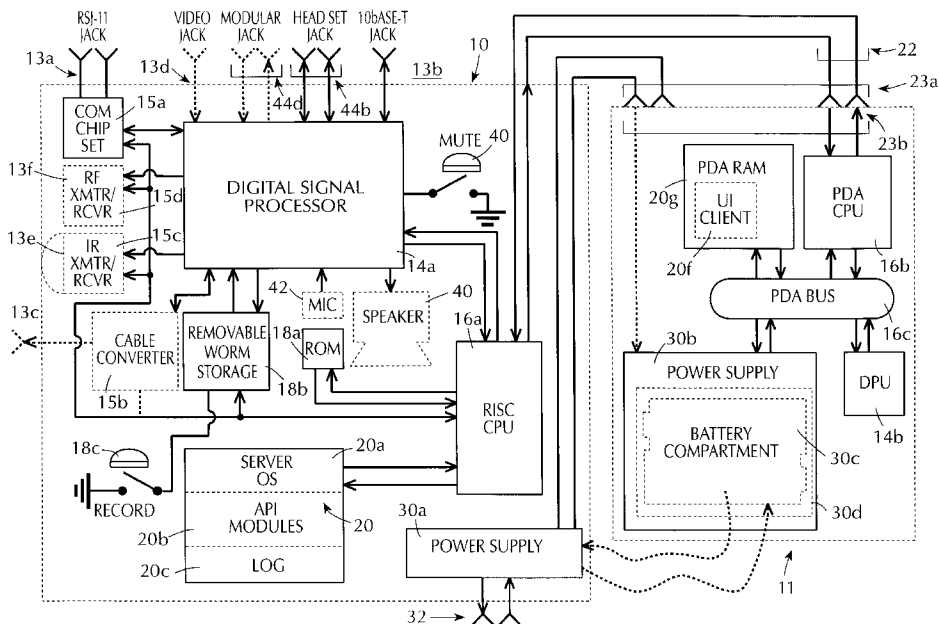 RSJ-11 JACK
VIDEO JACK
MODULAR JACK
HEAD SET JACK
10bASE-T JACK
13a
13d
44d
44b
13b
10
22
23a
23b
COM CHIP SET
15a
13f
RF XMTR/ RCVR
15d
13e
IR XMTR/ RCVR
15c
DIGITAL SIGNAL PROCESSOR
14a
MUTE
40
PDA RAM
20g
UI CLIENT
20f
PDA CPU
16b
PDA BUS
16c
13c
CABLE CONVERTER
15b
REMOVABLE WORM STORAGE
18b
42
MIC
SPEAKER
40
18a
ROM
16a
RISC CPU
30b
POWER SUPPLY
BATTERY COMPARTMENT
30c
30d
DPU
14b
18c
RECORD
SERVER OS
20a
API MODULES
20b
20
LOG
20c
30a
POWER SUPPLY
32
11